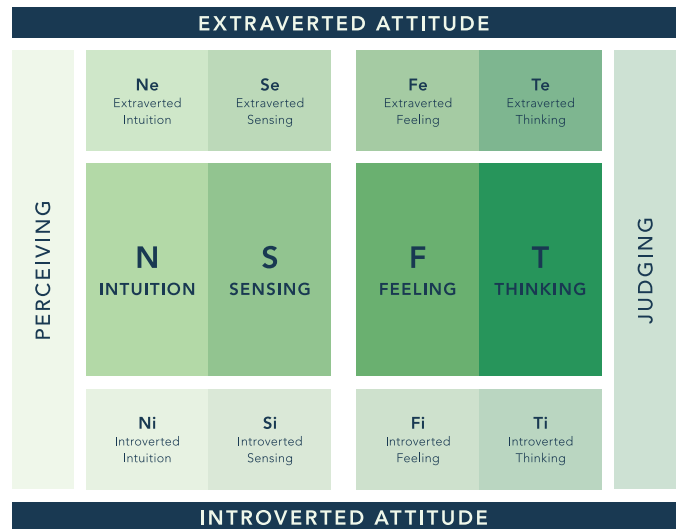 EXTRAVERTED ATTITUDE
PERCEIVING
Ne
Extraverted
Intuition
Se
Extraverted
Sensing
Fe
Extraverted
Feeling
Te
Extraverted
Thinking
N
INTUITION
S
SENSING
F
FEELING
T
THINKING
Ni
Introverted
Intuition
Si
Introverted
Sensing
Fi
Introverted
Feeling
Ti
Introverted
Thinking
JUDGING
INTROVERTED ATTITUDE